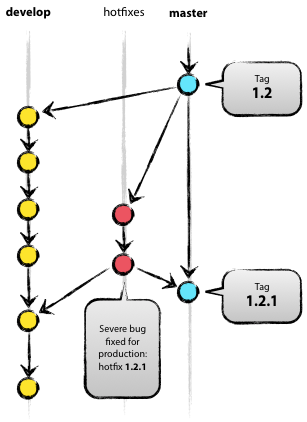 develop
hotfixes
master
Tag
1.2
Tag
1.2.1
Severe bug
fixed for
production:
hotfix 1.2.1